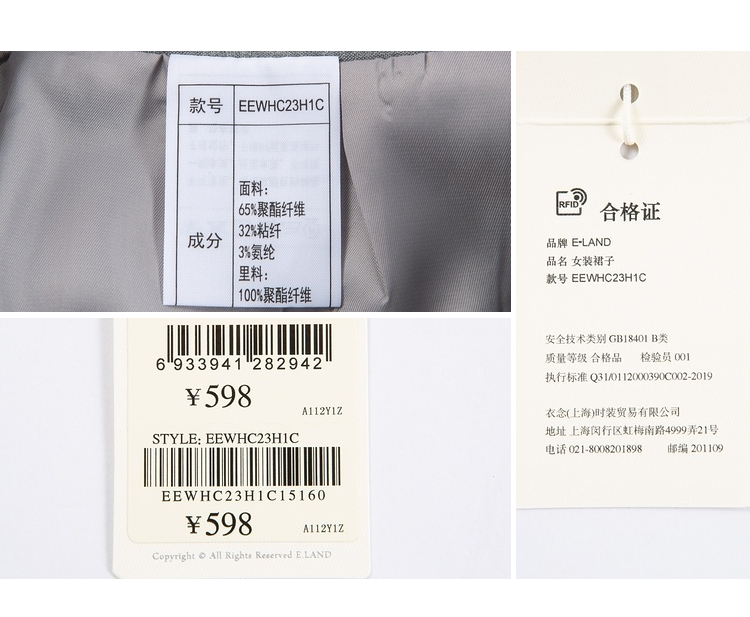 款号 EEWHC23H1C
成分
面料:
65%聚酯纤维
32%粘纤
3%氨纶
里料:
100%聚酯纤维
6 933941 282942
¥598
A112Y1Z
STYLE: EEWHC23H1C
EEWHC23H1C15160
¥598
A112Y1Z
Copyright © All Rights Reserved E.LAND
RFID
合格证
品牌 E•LAND
品名 女装裙子
款号 EEWHC23H1C
安全技术类别 GB18401 B类
质量等级 合格品 检验员 001
执行标准 Q31/0112000390C002-2019
衣念(上海)时装贸易有限公司
地址 上海闵行区虹梅南路4999弄21号
电话 021-8008201898 邮编 201109